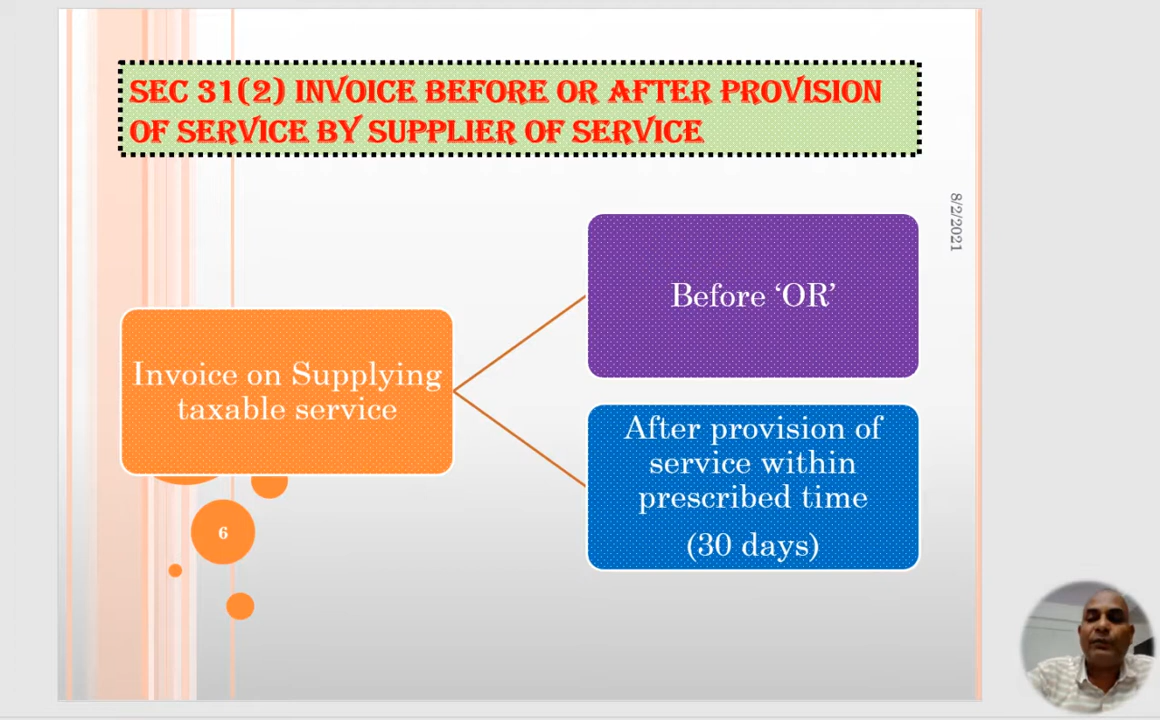 SEC 31(2) INVOICE BEFORE OR AFTER PROVISION
OF SERVICE BY SUPPLIER OF SERVICE
8/2/2021
Before ‘OR’
Invoice on Supplying
taxable service
After provision of
service within
prescribed time
(30 days)
6